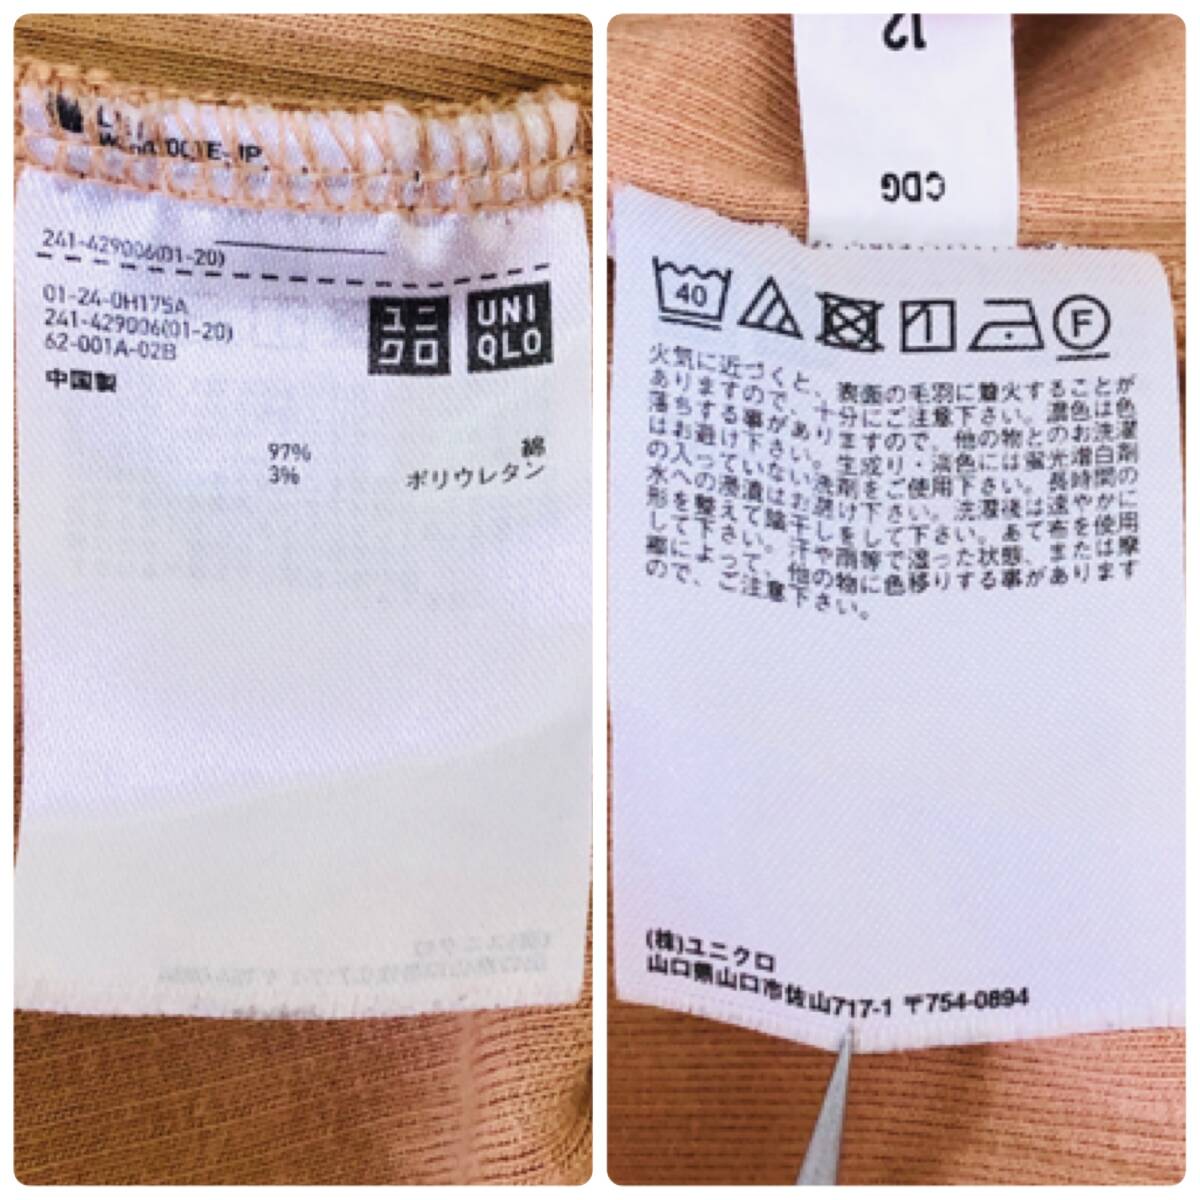 241-429006(01-20)
01-24-0H175A
241-429006(01-20)
62-001A-02B
中国製
ユニ
クロ
UNI
QLO
97% 綿
3% ポリウレタン
12
CDG
40
F
火気に近づくと、表面の毛羽に着火することが
ありますので、十分にご注意下さい。濃色は色
落ちする事がありますので、他の物とのお洗濯
はお避け下さい。生成り・淡色には蛍光増白剤
の入っていない洗剤をご使用下さい。長時間の
水への浸漬はお避け下さい。洗濯後は速やかに
形を整えて陰干しをして下さい。あて布を使用
して下さい。汗や雨等で湿った状態、または摩
擦によって、他の物に色移りする事があります
ので、ご注意下さい。
(株)ユニクロ
山口県山口市佐山717-1 〒754-0894